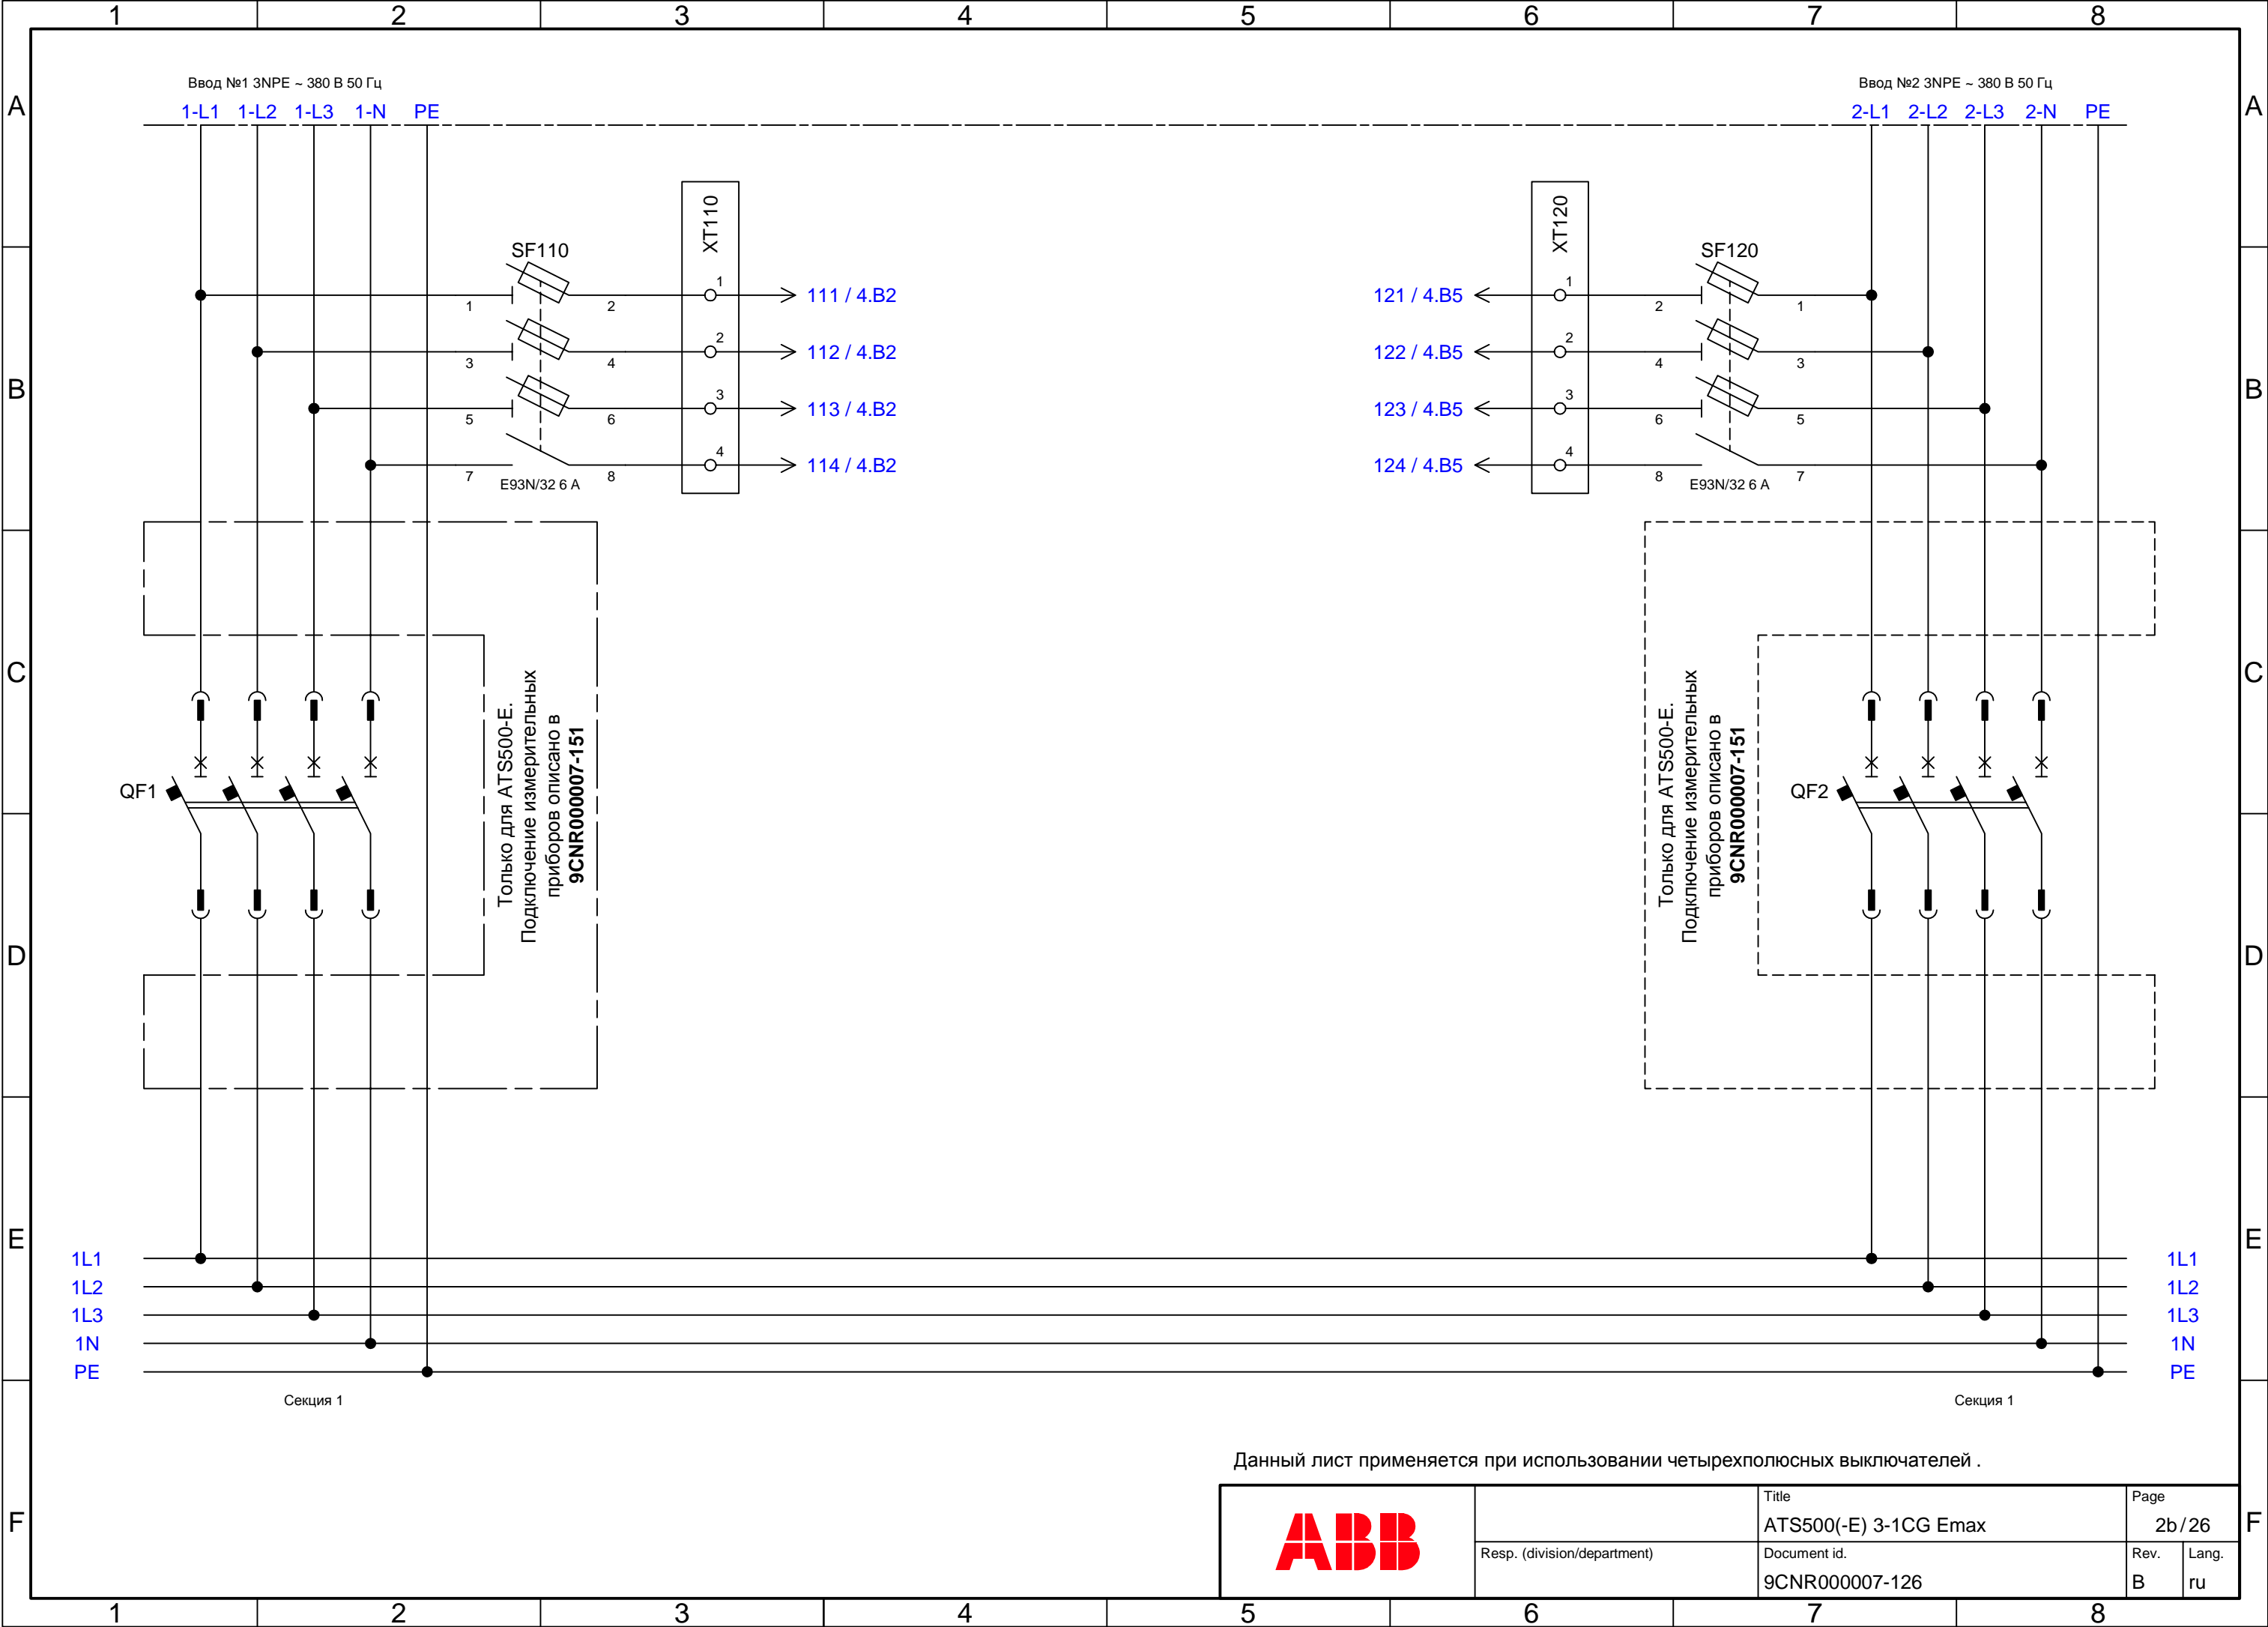 1 2 3 4 5 6 7 8
Ввод №1 3NPE ~ 380 В 50 Гц
Ввод №2 3NPE ~ 380 В 50 Гц
A
1-L1 1-L2 1-L3 1-N PE
2-L1 2-L2 2-L3 2-N PE
A
XT110
XT120
SF110
SF120
1 2 1 111 / 4.B2
121 / 4.B5 1 2 1
3 4 2 112 / 4.B2
122 / 4.B5 2 4 3
B
5 6 3 113 / 4.B2
123 / 4.B5 3 6 5
B
7 8 4 114 / 4.B2
124 / 4.B5 4 8 7
E93N/32 6 A
E93N/32 6 A
C
C
Только для ATS500-E.
Подключение измерительных
приборов описано в
9CNR000007-151
Только для ATS500-E.
Подключение измерительных
приборов описано в
9CNR000007-151
QF1
QF2
D
D
E
E
1L1 1L1
1L2 1L2
1L3 1L3
1N 1N
PE PE
Секция 1
Секция 1
Данный лист применяется при использовании четырехполюсных выключателей .
F
F
ABB
Title
ATS500(-E) 3-1CG Emax
Page
2b / 26
Resp. (division/department)
Document id.
9CNR000007-126
Rev.
B
Lang.
ru
1 2 3 4 5 6 7 8